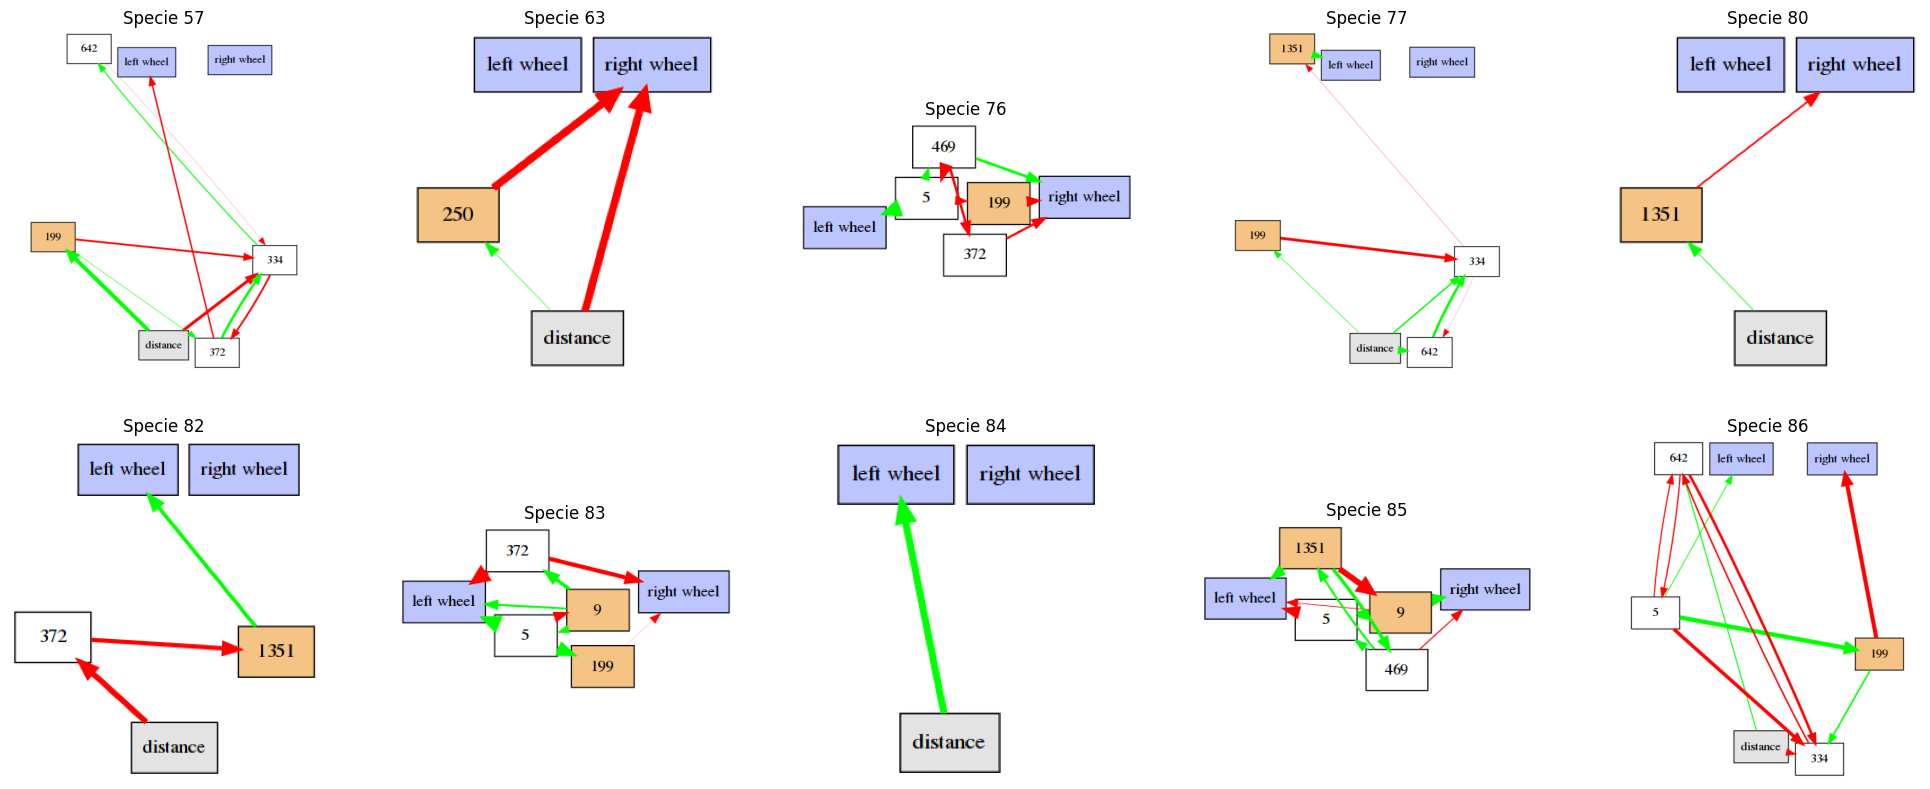 Specie 57
642
left wheel
right wheel
199
334
distance
372
Specie 63
left wheel
right wheel
250
distance
Specie 76
469
5
199
right wheel
left wheel
372
Specie 77
1351
left wheel
right wheel
199
334
distance
642
Specie 80
left wheel
right wheel
1351
distance
Specie 82
left wheel
right wheel
372
1351
distance
Specie 83
372
left wheel
right wheel
9
5
199
Specie 84
left wheel
right wheel
distance
Specie 85
1351
left wheel
right wheel
9
5
469
Specie 86
642
left wheel
right wheel
5
199
distance
334